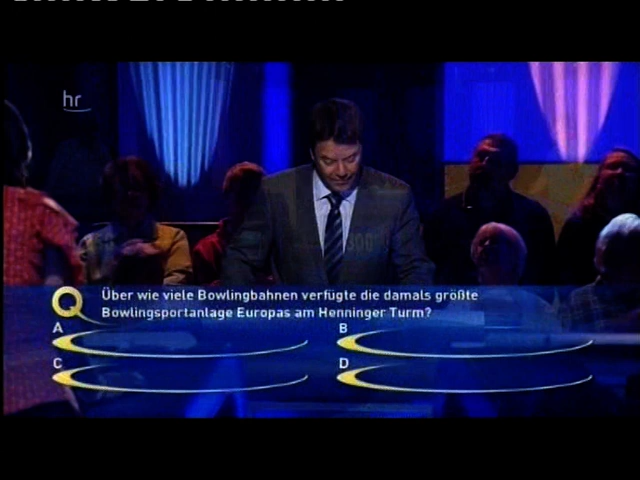 hr
Q
Über wie viele Bowlingbahnen verfügte die damals größte
Bowlingsportanlage Europas am Henninger Turm?
A
B
C
D